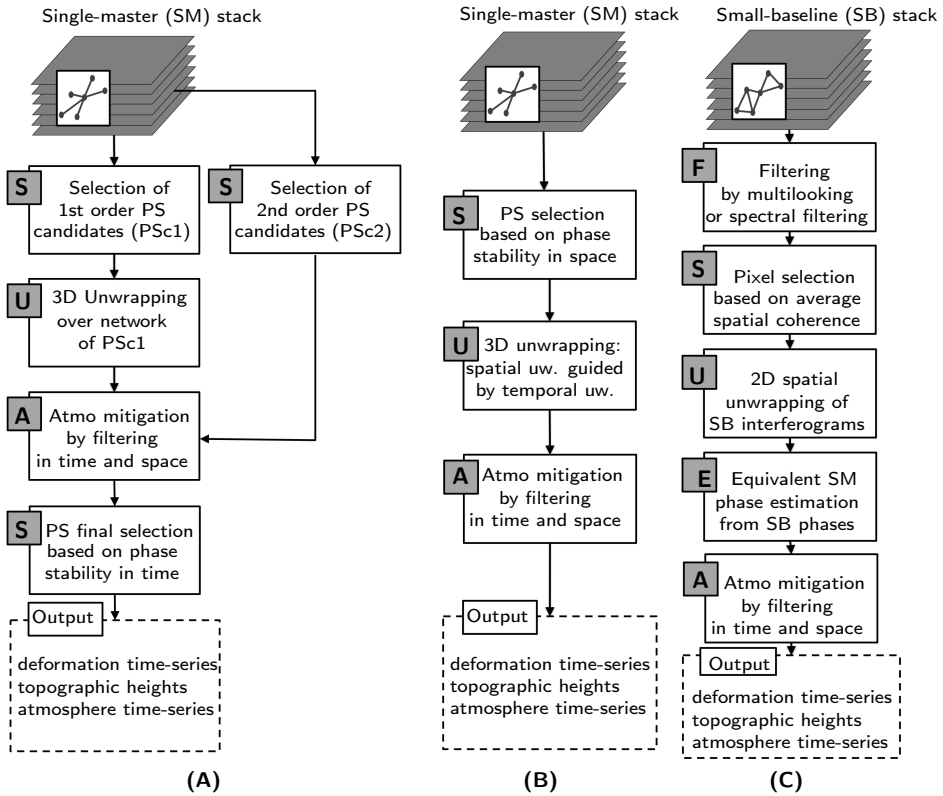 Single-master (SM) stack
S
Selection of
1st order PS
candidates (PSc1)
S
Selection of
2nd order PS
candidates (PSc2)
U
3D Unwrapping
over network
of PSc1
A
Atmo mitigation
by filtering
in time and space
S
PS final selection
based on phase
stability in time
Output
deformation time-series
topographic heights
atmosphere time-series
(A)
Single-master (SM) stack
S
PS selection
based on phase
stability in space
U
3D unwrapping:
spatial uw. guided
by temporal uw.
A
Atmo mitigation
by filtering
in time and space
Output
deformation time-series
topographic heights
atmosphere time-series
(B)
Small-baseline (SB) stack
F
Filtering
by multilooking
or spectral filtering
S
Pixel selection
based on average
spatial coherence
U
2D spatial
unwrapping of
SB interferograms
E
Equivalent SM
phase estimation
from SB phases
A
Atmo mitigation
by filtering
in time and space
Output
deformation time-series
topographic heights
atmosphere time-series
(C)